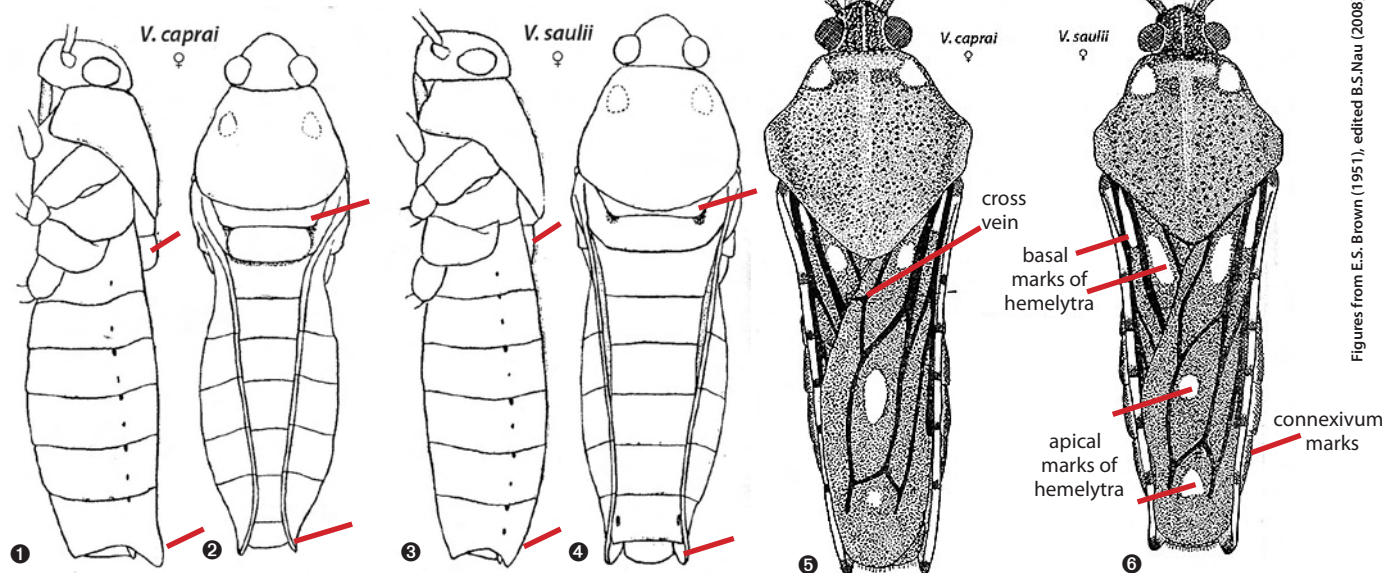 V. caprai
♀
V. saulii
♀
V. caprai
♀
V. saulii
♀
cross
vein
basal
marks of
hemelytra
apical
marks of
hemelytra
connexivum
marks
❶
❷
❸
❹
❺
❻
Figures from E.S. Brown (1951), edited B.S.Nau (2008)